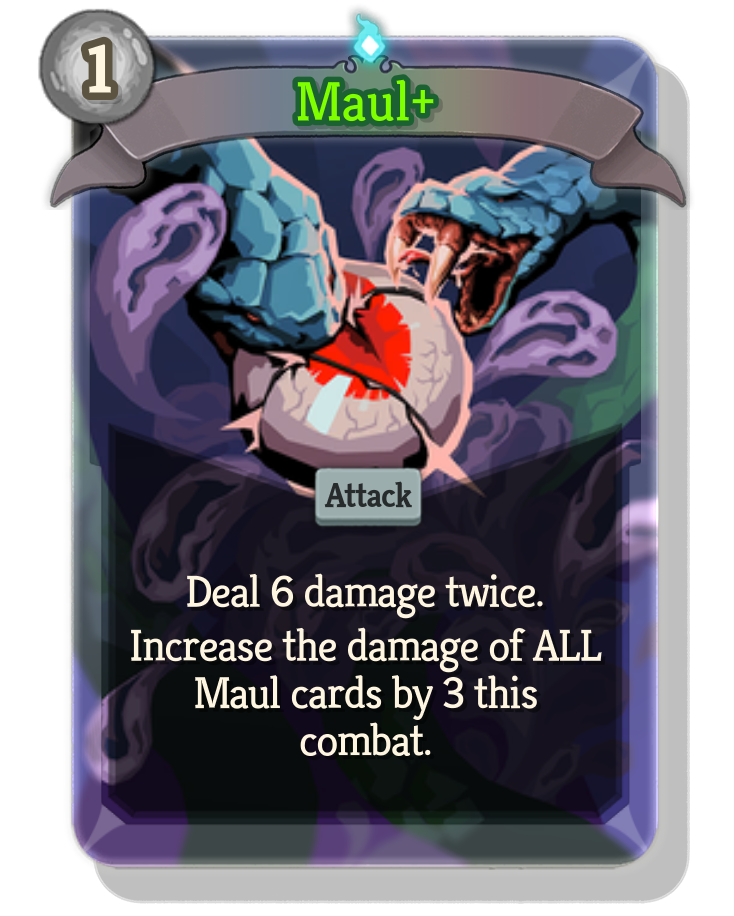 1
Maul+
Attack
Deal 6 damage twice.
Increase the damage of ALL
Maul cards by 3 this
combat.